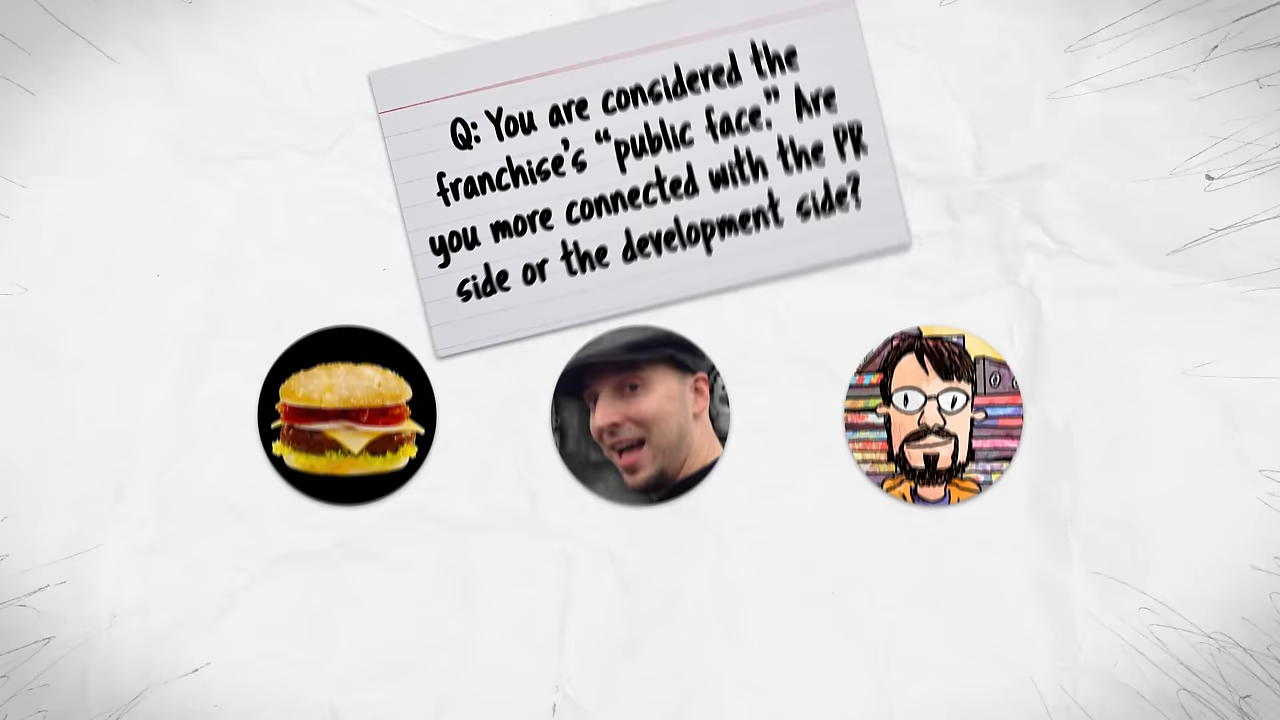 Q: You are considered the
franchise's “public face.” Are
you more connected with the PR
side or the development side?